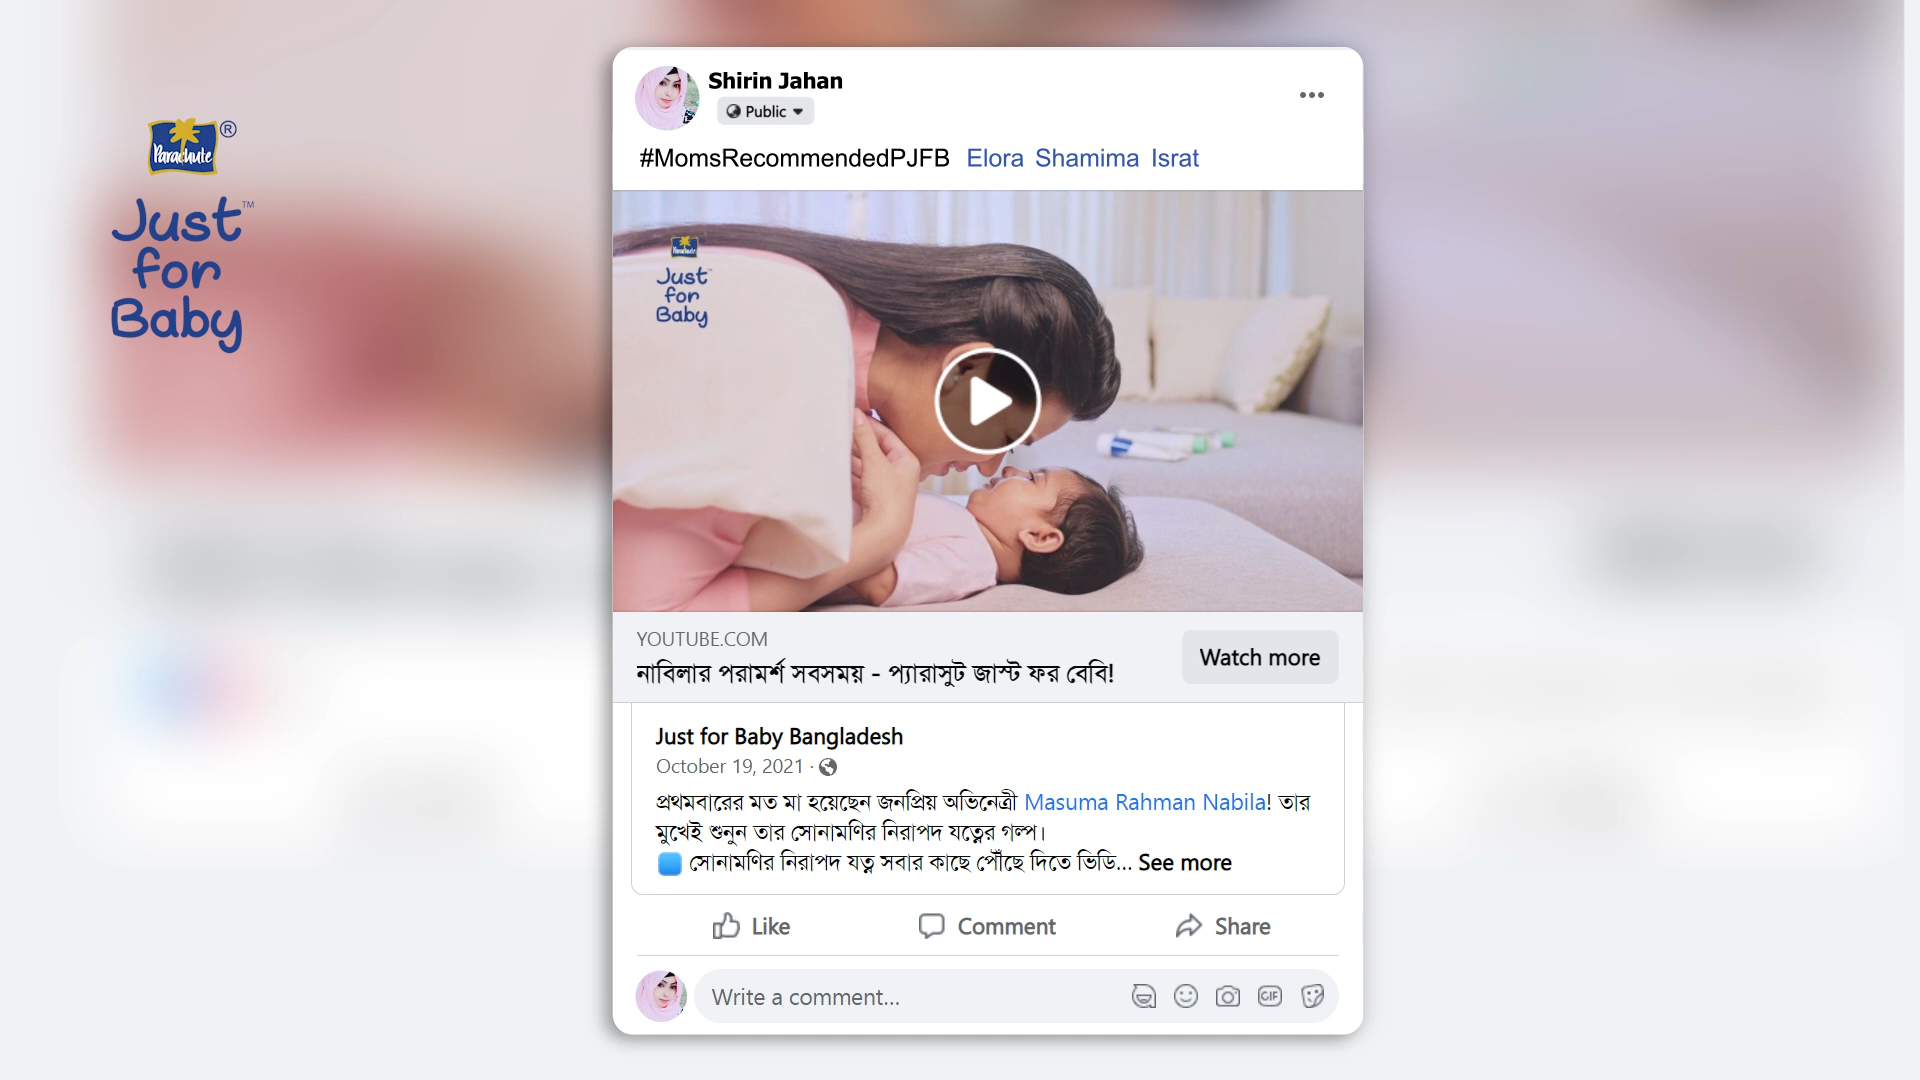 Parachute ®
Just ™
for
Baby
Shirin Jahan
Public
#MomsRecommendedPJFB Elora Shamima Israt
Parachute
Just
for
Baby
YOUTUBE.COM
নাবিলার পরামর্শ সবসময় - প্যারাসুট জাস্ট ফর বেবি!
Watch more
Just for Baby Bangladesh
October 19, 2021 ·
প্রথমবারের মত মা হয়েছেন জনপ্রিয় অভিনেত্রী Masuma Rahman Nabila! তার
মুখেই শুনুন তার সোনামণির নিরাপদ যত্নের গল্প।
সোনামণির নিরাপদ যত্ন সবার কাছে পৌঁছে দিতে ভিডি... See more
Like Comment Share
Write a comment...
GIF